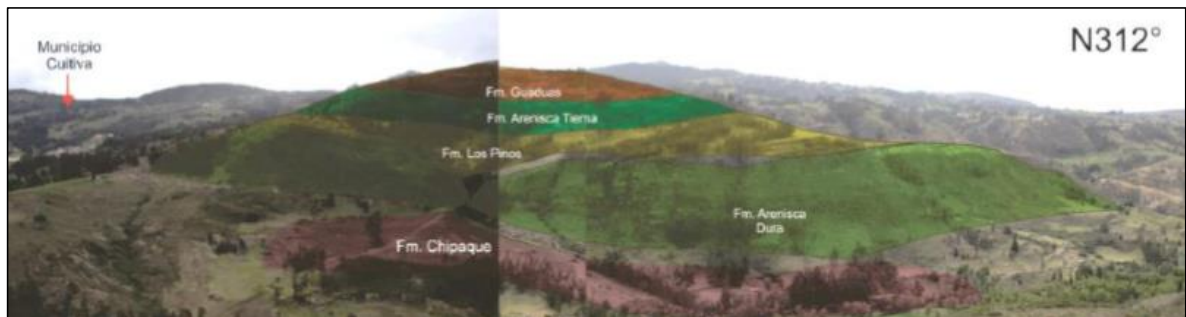 Municipio
Cuitiva
N312°
Fm. Guaduas
Fm. Arenisca Tierna
Fm. Los Pinos
Fm. Arenisca
Dura
Fm. Chipaque